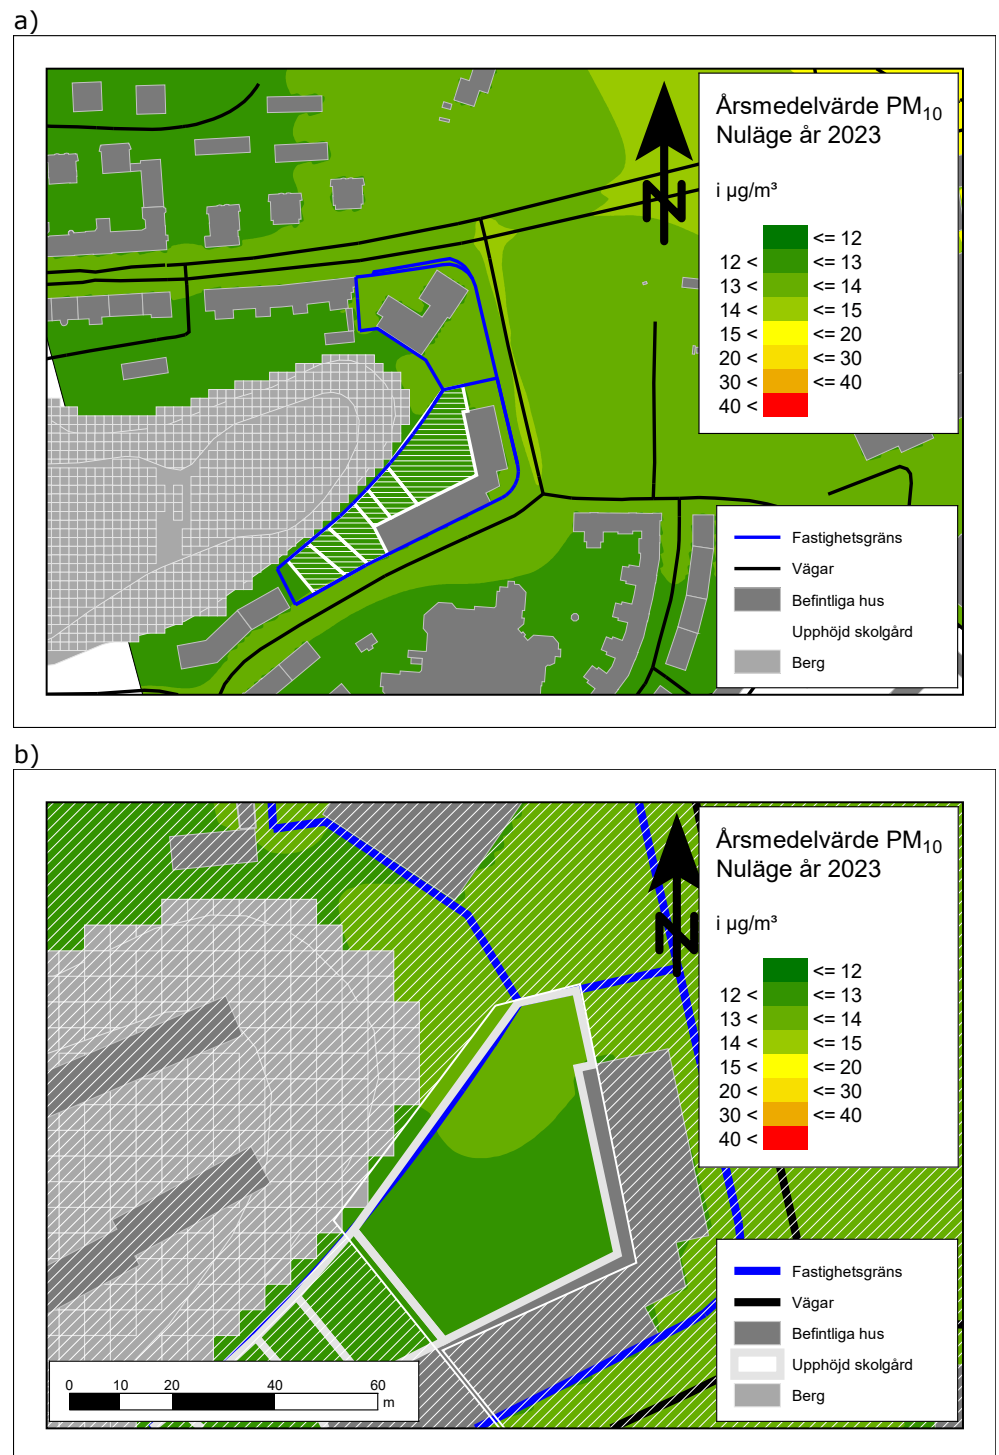 a)
Årsmedelvärde PM10
Nuläge år 2023
i µg/m³
<= 12
12 < <= 13
13 < <= 14
14 < <= 15
15 < <= 20
20 < <= 30
30 < <= 40
40 <
N
Fastighetsgräns
Vägar
Befintliga hus
Upphöjd skolgård
Berg
b)
Årsmedelvärde PM10
Nuläge år 2023
i µg/m³
<= 12
12 < <= 13
13 < <= 14
14 < <= 15
15 < <= 20
20 < <= 30
30 < <= 40
40 <
N
Fastighetsgräns
Vägar
Befintliga hus
Upphöjd skolgård
Berg
0 10 20 40 60
m